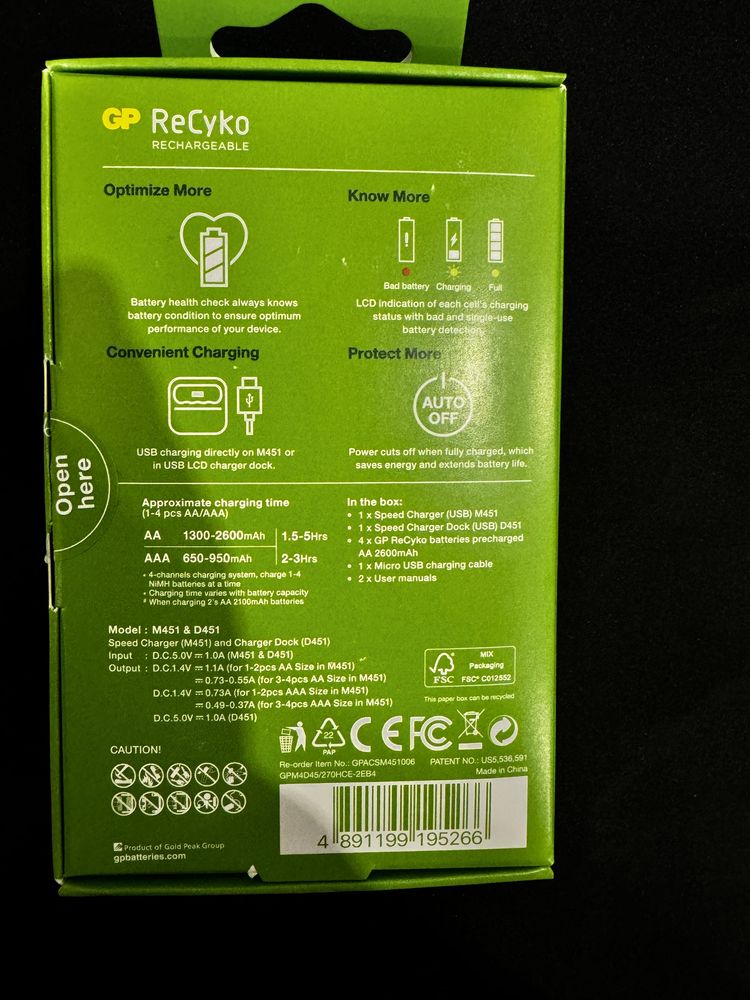 GP ReCyko
RECHARGEABLE
Optimize More
Battery health check always knows
battery condition to ensure optimum
performance of your device.
Know More
Bad battery Charging Full
LCD indication of each cell's charging
status with bad and single-use
battery detection.
Convenient Charging
USB charging directly on M451 or
in USB LCD charger dock.
Protect More
AUTO
OFF
Power cuts off when fully charged, which
saves energy and extends battery life.
Open
here
Approximate charging time
(1-4 pcs AA/AAA)
AA 1300-2600mAh 1.5-5Hrs
AAA 650-950mAh 2-3Hrs
• 4-channels charging system, charge 1-4
NiMH batteries at a time
• Charging time varies with battery capacity
# When charging 2's AA 2100mAh batteries
In the box:
• 1 x Speed Charger (USB) M451
• 1 x Speed Charger Dock (USB) D451
• 4 x GP ReCyko batteries precharged
AA 2600mAh
• 1 x Micro USB charging cable
• 2 x User manuals
Model : M451 & D451
Speed Charger (M451) and Charger Dock (D451)
Input : D.C.5.0V ⎓ 1.0A (M451 & D451)
Output : D.C.1.4V ⎓ 1.1A (for 1-2pcs AA Size in M451)
⎓ 0.73-0.55A (for 3-4pcs AA Size in M451)
D.C.1.4V ⎓ 0.73A (for 1-2pcs AAA Size in M451)
⎓ 0.49-0.37A (for 3-4pcs AAA Size in M451)
D.C.5.0V ⎓ 1.0A (D451)
FSC
MIX
Packaging
FSC® C012552
This paper box can be recycled
22
PAP
CE FC
CAUTION!
Re-order Item No.: GPACSM451006 PATENT NO.: US5,536,591
GPM4D45/270HCE-2EB4 Made in China
4 891199 195266
Product of Gold Peak Group
gpbatteries.com